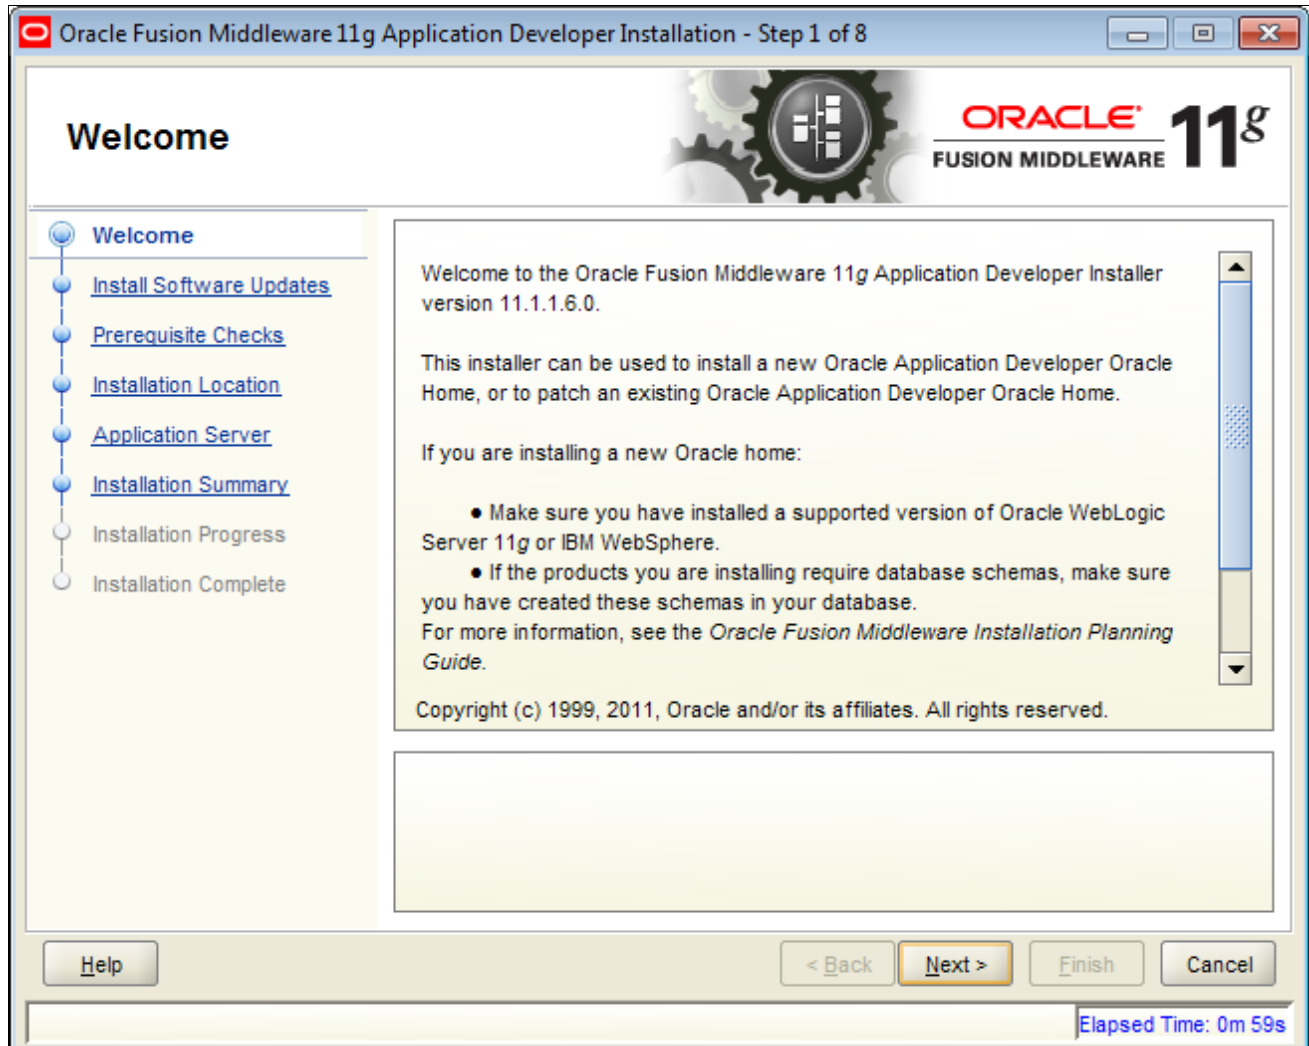 Oracle Fusion Middleware 11g Application Developer Installation - Step 1 of 8
Welcome
ORACLE
FUSION MIDDLEWARE 11g
Welcome
Install Software Updates
Prerequisite Checks
Installation Location
Application Server
Installation Summary
Installation Progress
Installation Complete
Welcome to the Oracle Fusion Middleware 11g Application Developer Installer
version 11.1.1.6.0.
This installer can be used to install a new Oracle Application Developer Oracle
Home, or to patch an existing Oracle Application Developer Oracle Home.
If you are installing a new Oracle home:
● Make sure you have installed a supported version of Oracle WebLogic
Server 11g or IBM WebSphere.
● If the products you are installing require database schemas, make sure
you have created these schemas in your database.
For more information, see the Oracle Fusion Middleware Installation Planning
Guide.
Copyright (c) 1999, 2011, Oracle and/or its affiliates. All rights reserved.
Help
< Back
Next >
Finish
Cancel
Elapsed Time: 0m 59s